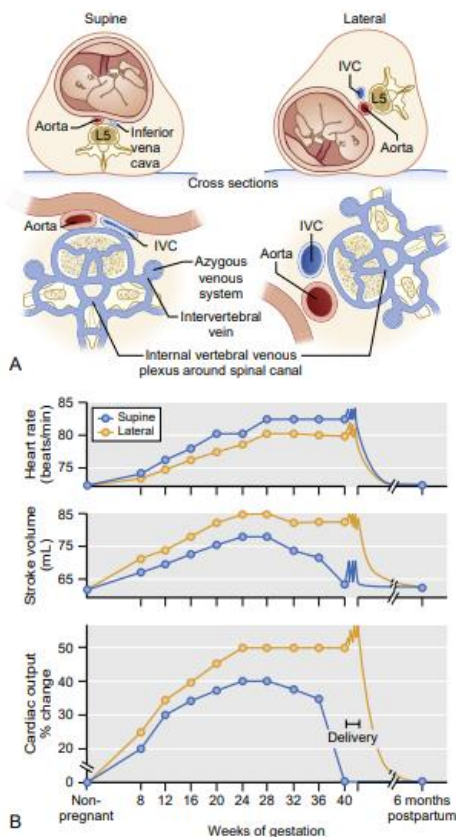 Supine
Lateral
IVC
L5
L5
Aorta
Inferior
vena
cava
Aorta
Cross sections
Aorta
IVC
IVC
Aorta
Azygous
venous
system
Intervertebral
vein
Internal vertebral venous
plexus around spinal canal
A
85
80
75
Heart rate
(beats/min)
Supine
Lateral
85
75
65
Stroke volume
(mL)
50
40
30
20
0
Cardiac output
% change
Delivery
Non-
pregnant
8 12 16 20 24 28 32 36 40
6 months
postpartum
B
Weeks of gestation